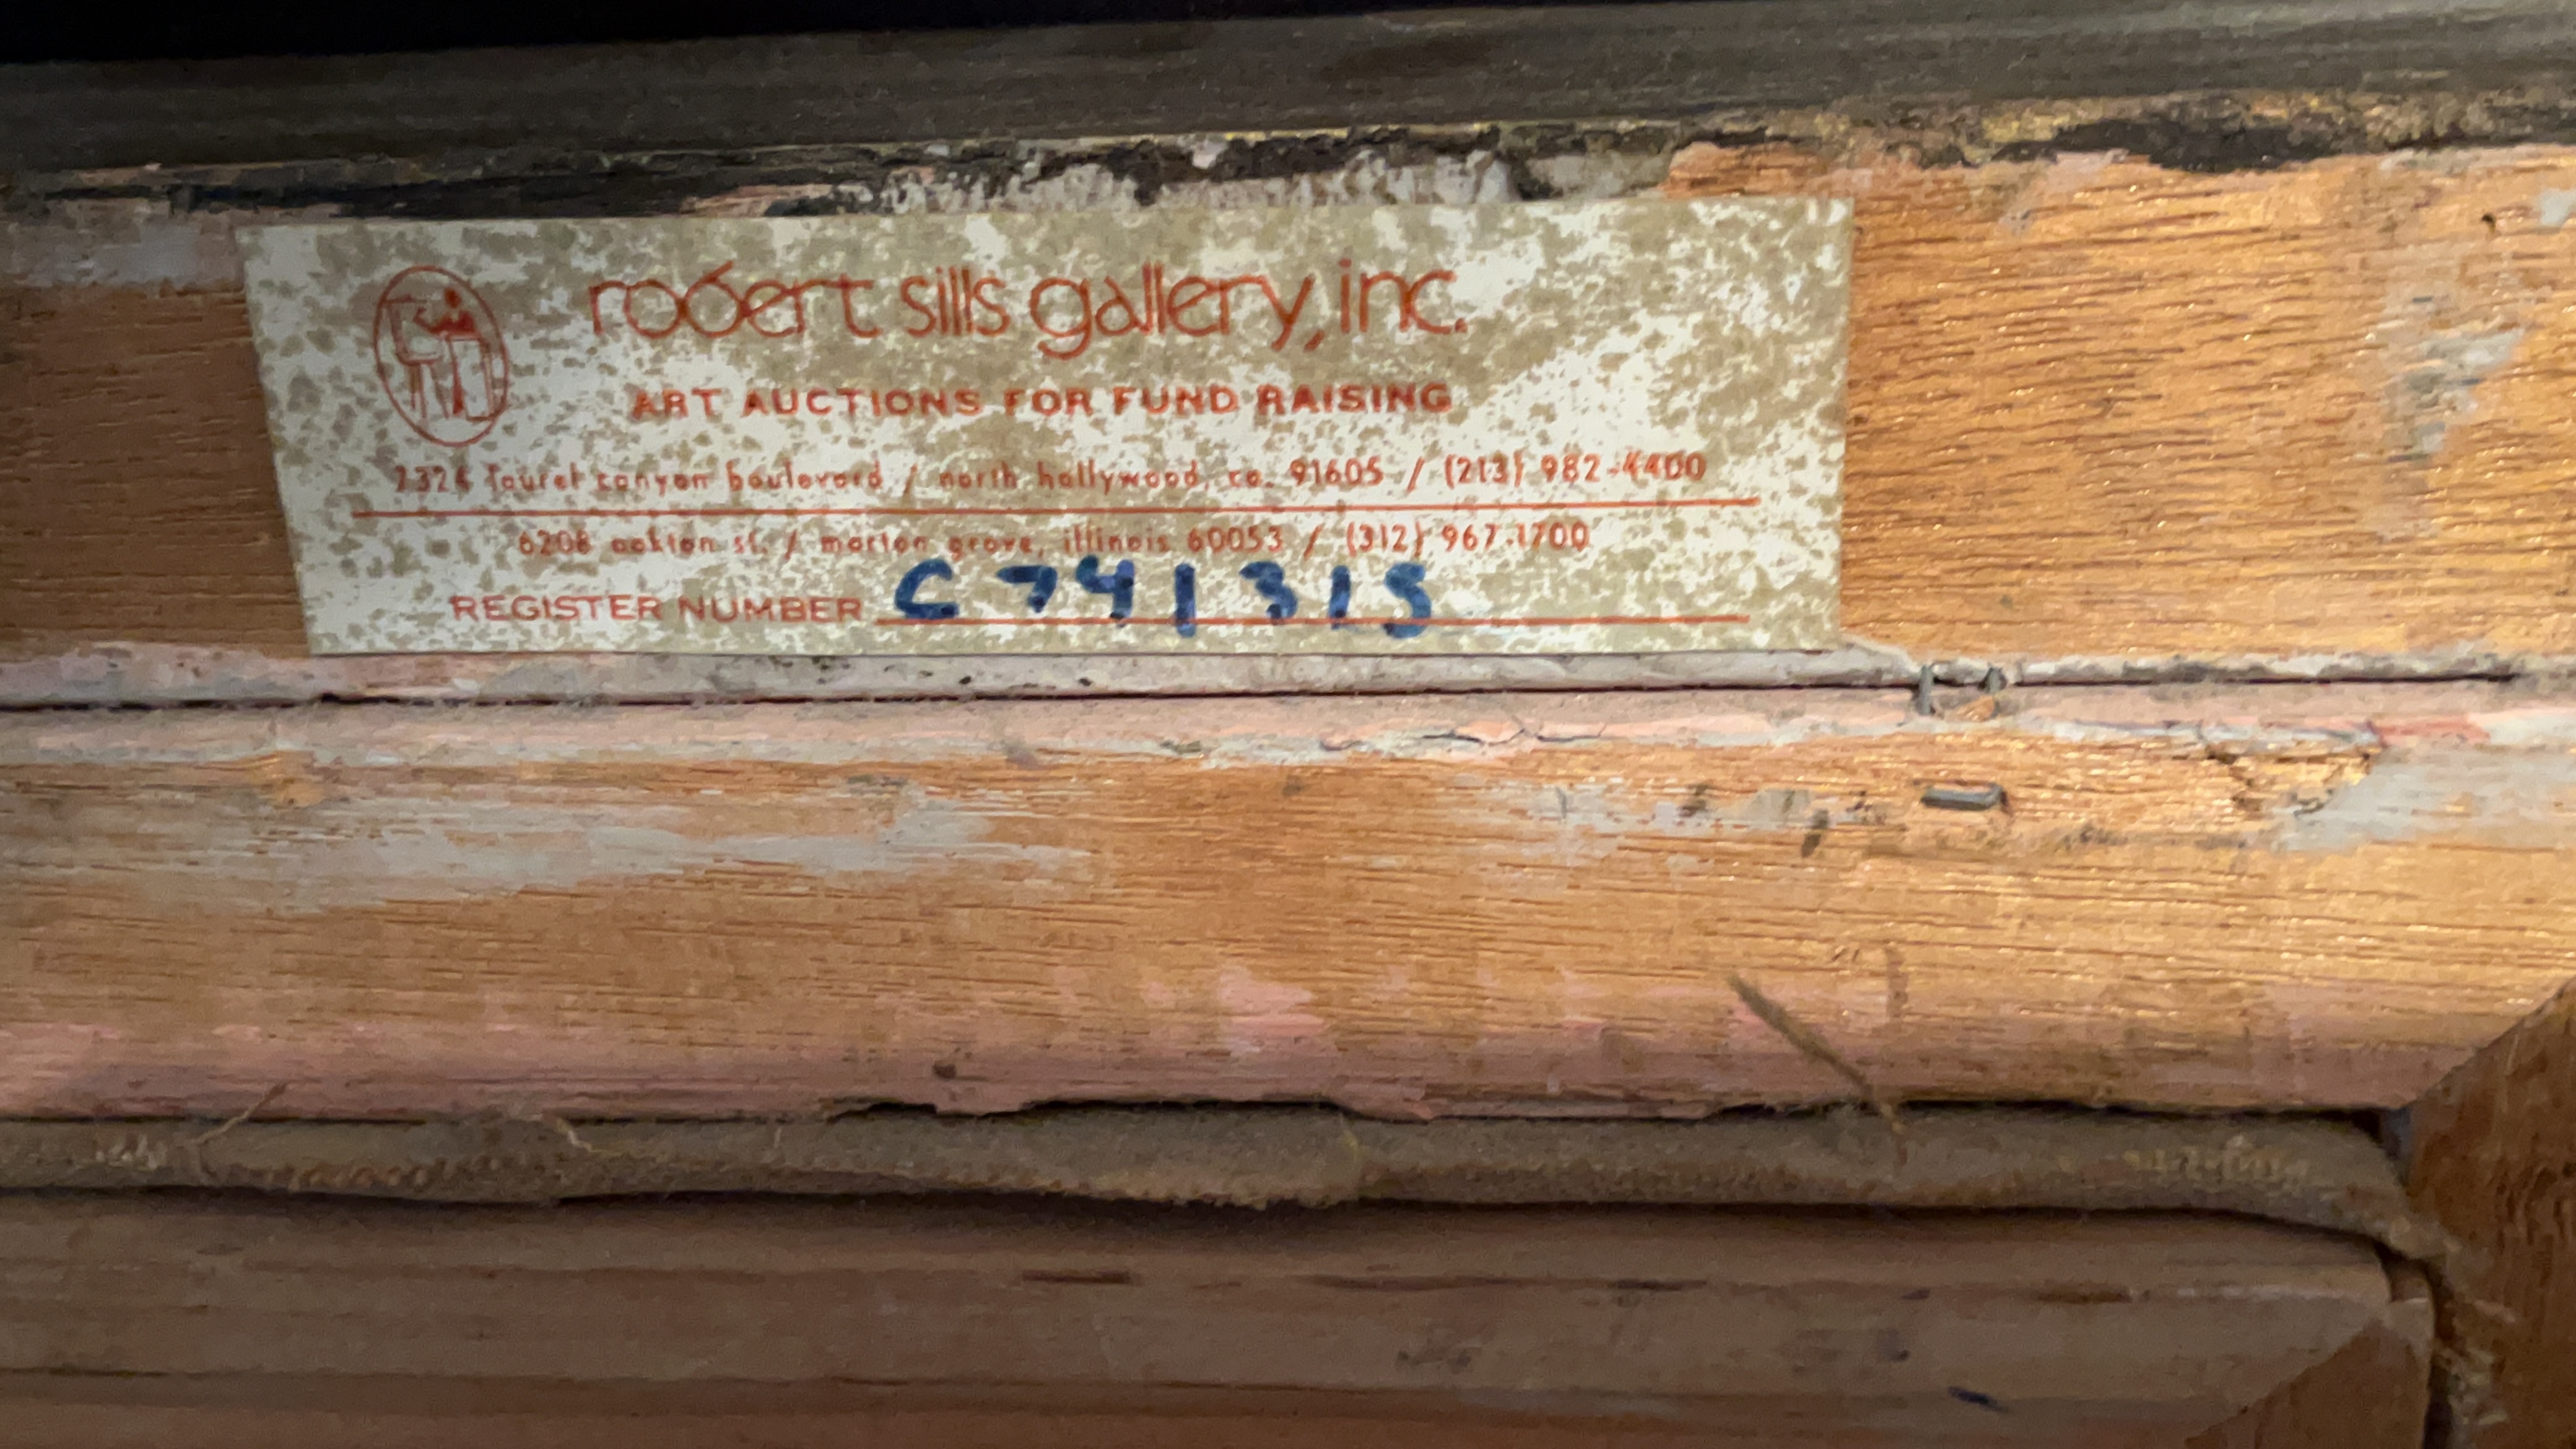 robert sills gallery, inc.
ART AUCTIONS FOR FUND RAISING
laurel canyon boulevard / north hollywood, ca. 91605 / (213) 982-4400
6208 oakton st. / morton grove, illinois 60053 / (312) 967-1700
REGISTER NUMBER C741315